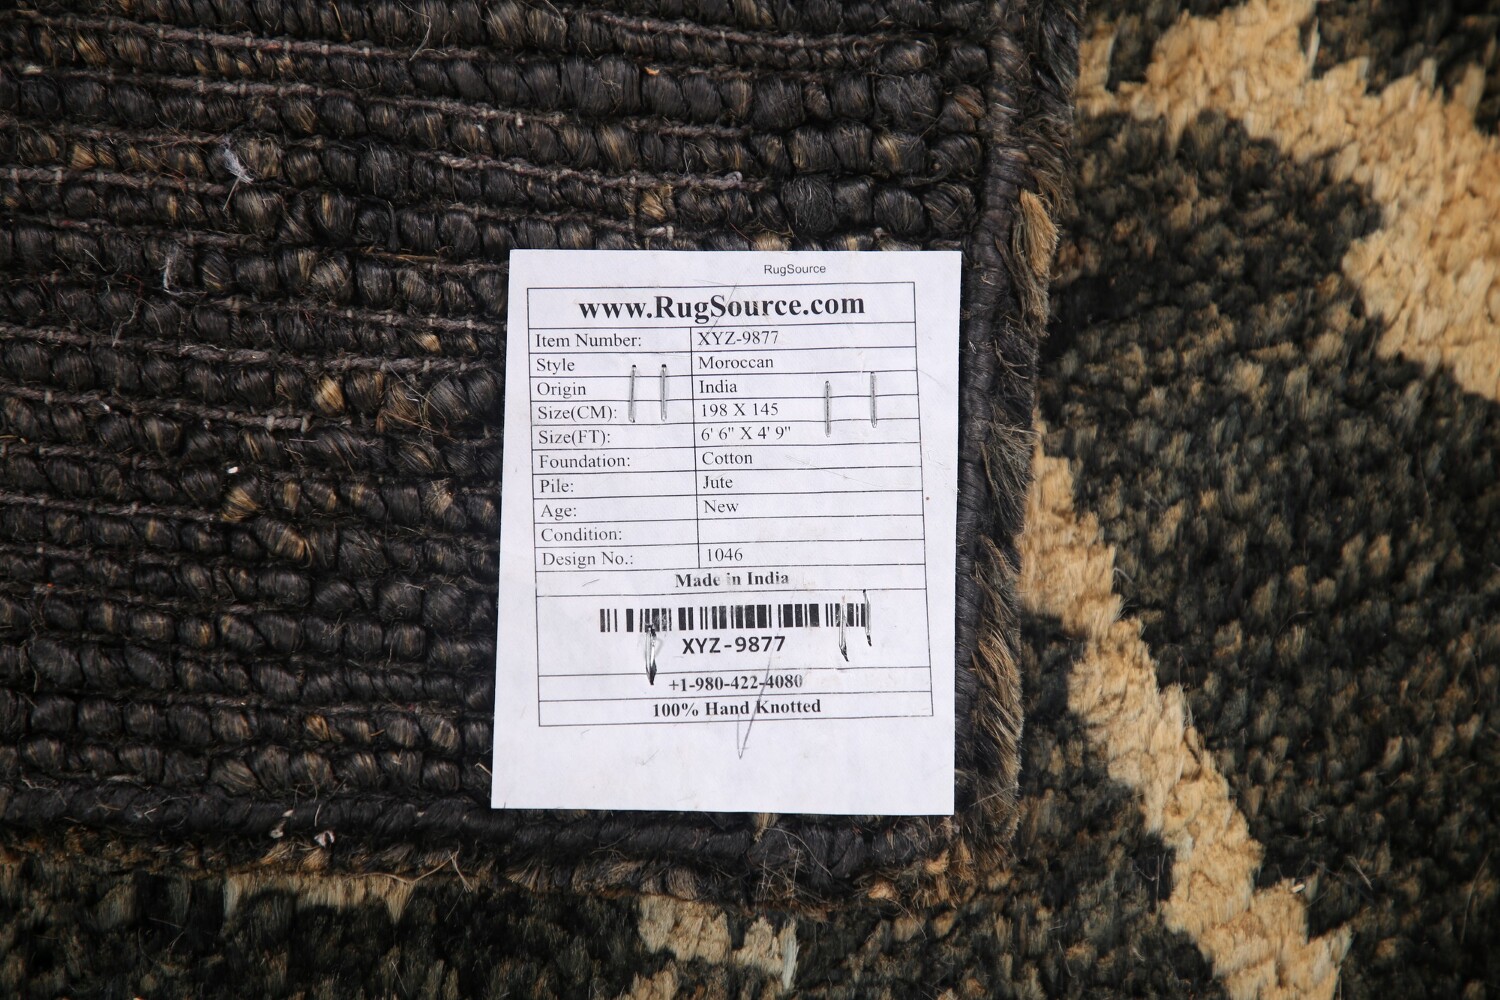 RugSource
www.RugSource.com
Item Number: XYZ-9877
Style Moroccan
Origin India
Size(CM): 198 X 145
Size(FT): 6' 6" X 4' 9"
Foundation: Cotton
Pile: Jute
Age: New
Condition:
Design No.: 1046
Made in India
XYZ-9877
+1-980-422-4080
100% Hand Knotted